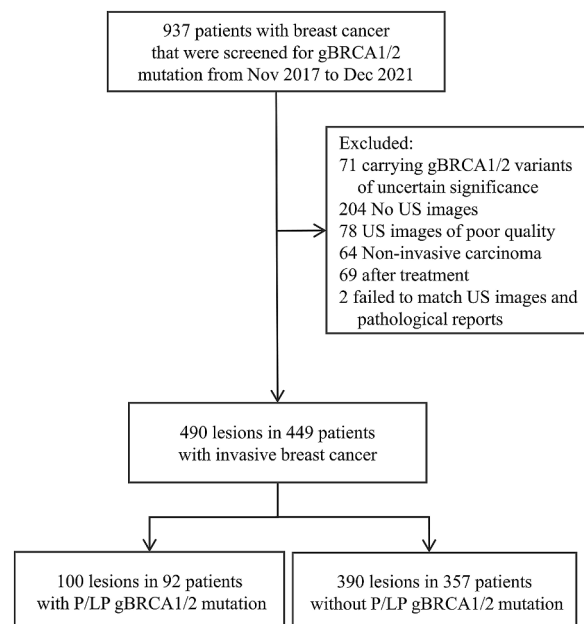 937 patients with breast cancer
that were screened for gBRCA1/2
mutation from Nov 2017 to Dec 2021
Excluded:
71 carrying gBRCA1/2 variants
of uncertain significance
204 No US images
78 US images of poor quality
64 Non-invasive carcinoma
69 after treatment
2 failed to match US images and
pathological reports
490 lesions in 449 patients
with invasive breast cancer
100 lesions in 92 patients
with P/LP gBRCA1/2 mutation
390 lesions in 357 patients
without P/LP gBRCA1/2 mutation